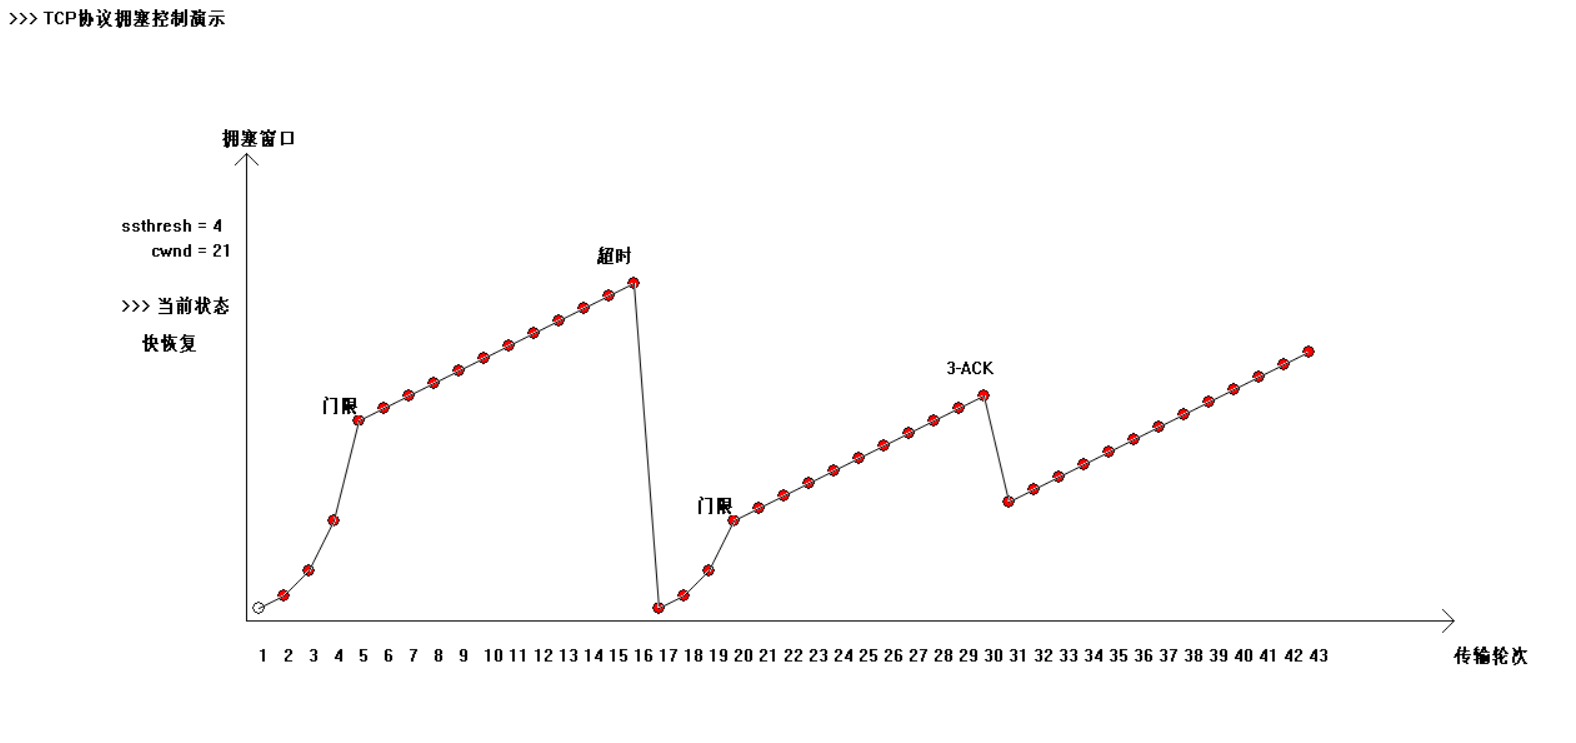 >>> TCP协议拥塞控制演示
拥塞窗口
ssthresh = 4
cwnd = 21
超时
>>> 当前状态
快恢复
3-ACK
门限
门限
1 2 3 4 5 6 7 8 9 10 11 12 13 14 15 16 17 18 19 20 21 22 23 24 25 26 27 28 29 30 31 32 33 34 35 36 37 38 39 40 41 42 43 传输轮次